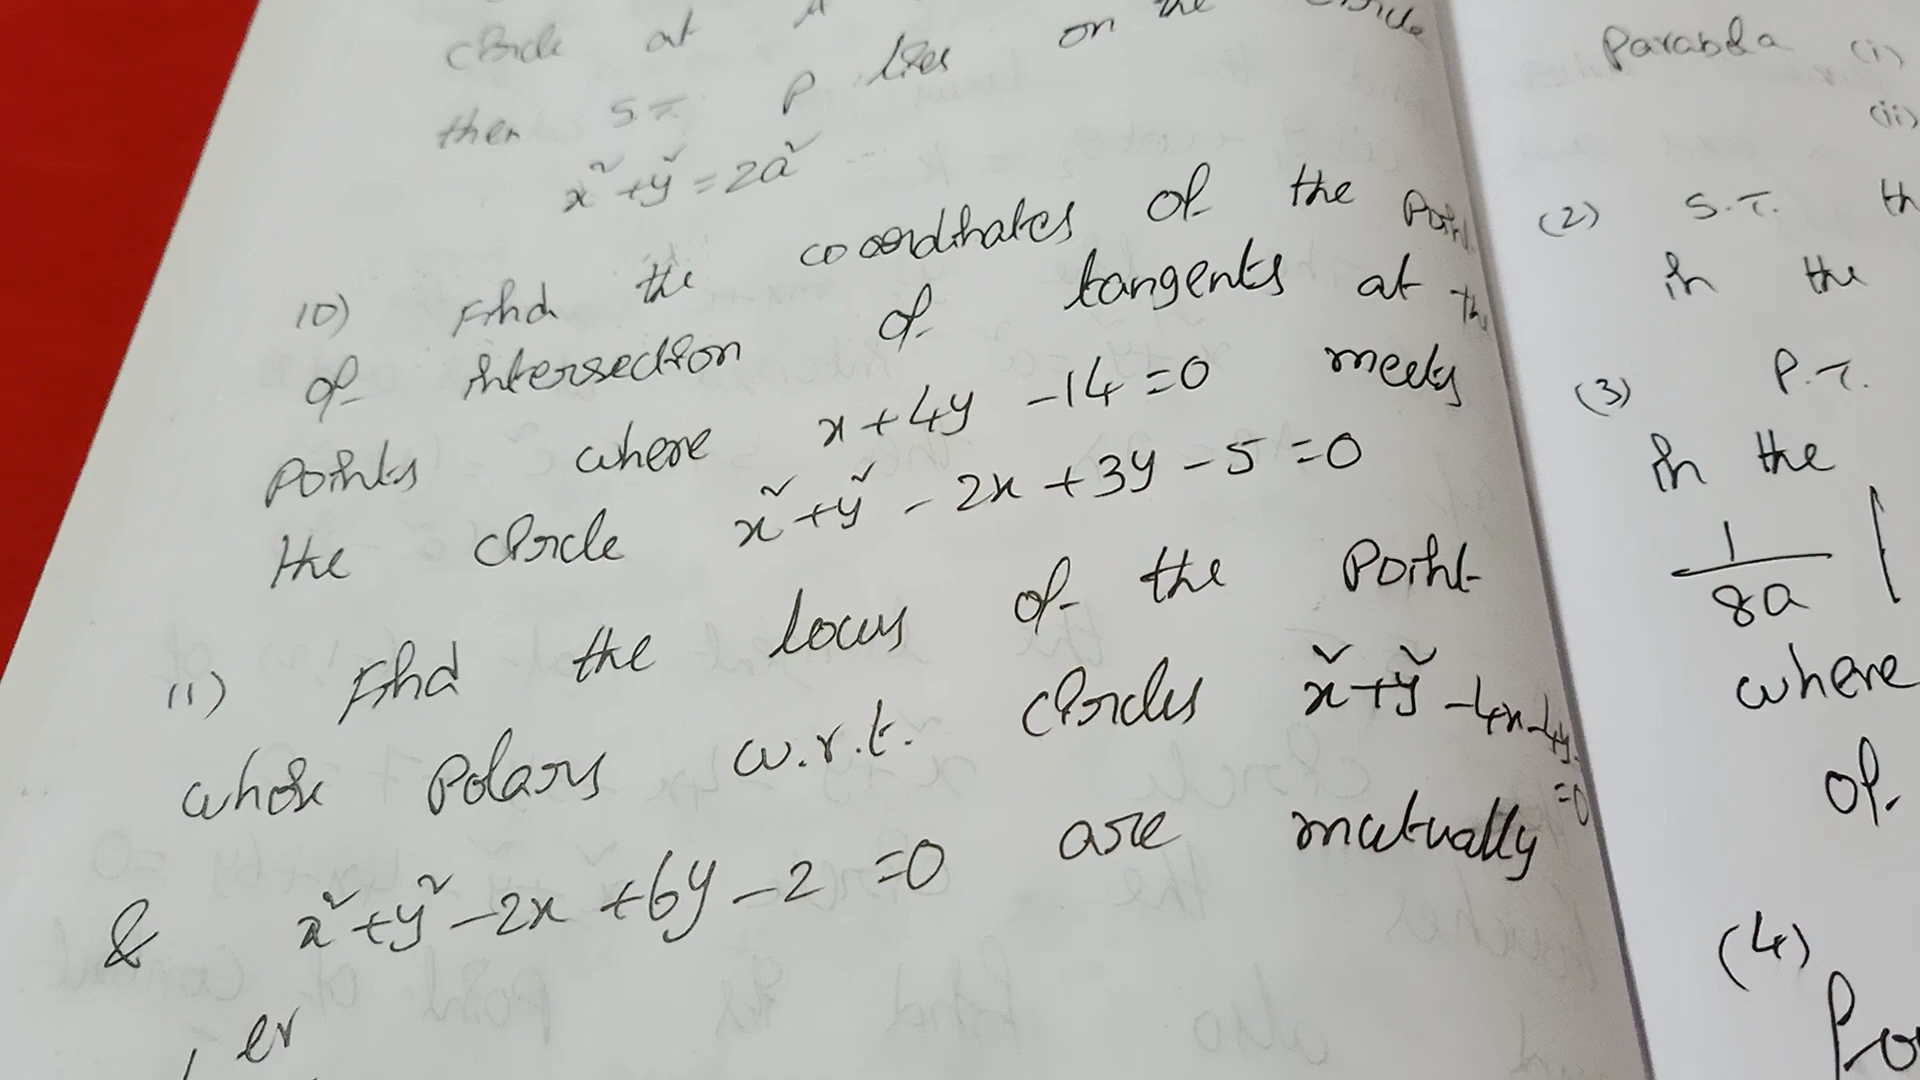 circle at A
then S.T. P lies on the circle
x²+y²=2a²
10) Find the coordinates of the point
of intersection of tangents at the
points where x+4y-14=0 meets
the circle x²+y²-2x+3y-5=0
11) Find the locus of the point
whose polars w.r.t. circles x²+y²-4x-4y
=0
& x²+y²-2x+6y-2=0 are mutually
er
Parabola (i)
(ii)
(2) S.T. th
in the
(3) P.T.
in the
1/8a
where
of
(4)